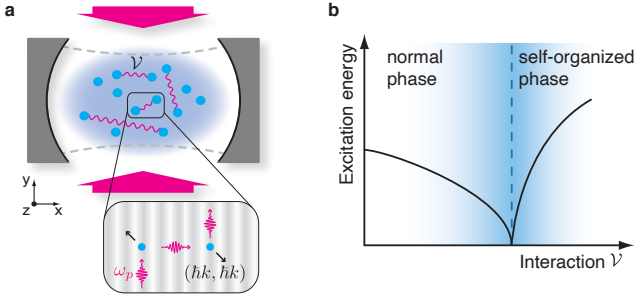 a
𝒱
y
z
x
ω_p
(ħk, ħk)
b
Excitation energy
normal
phase
self-organized
phase
Interaction 𝒱